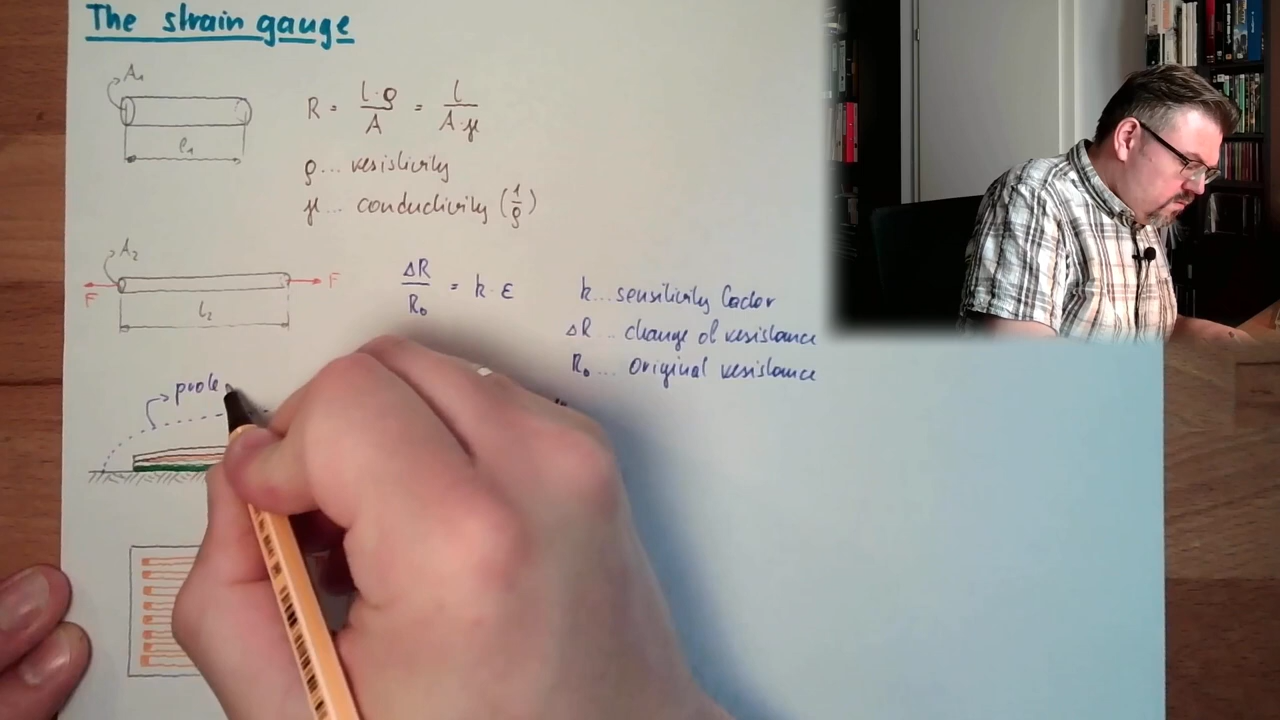 The strain gauge
A₁
R = l·ϱ/A = l/A·ϰ
l₁
ϱ... resistivity
ϰ... conductivity (1/ϱ)
A₂
F F
l₂
ΔR/R₀ = k·ε
k... sensitivity factor
ΔR... change of resistance
R₀... original resistance
prote